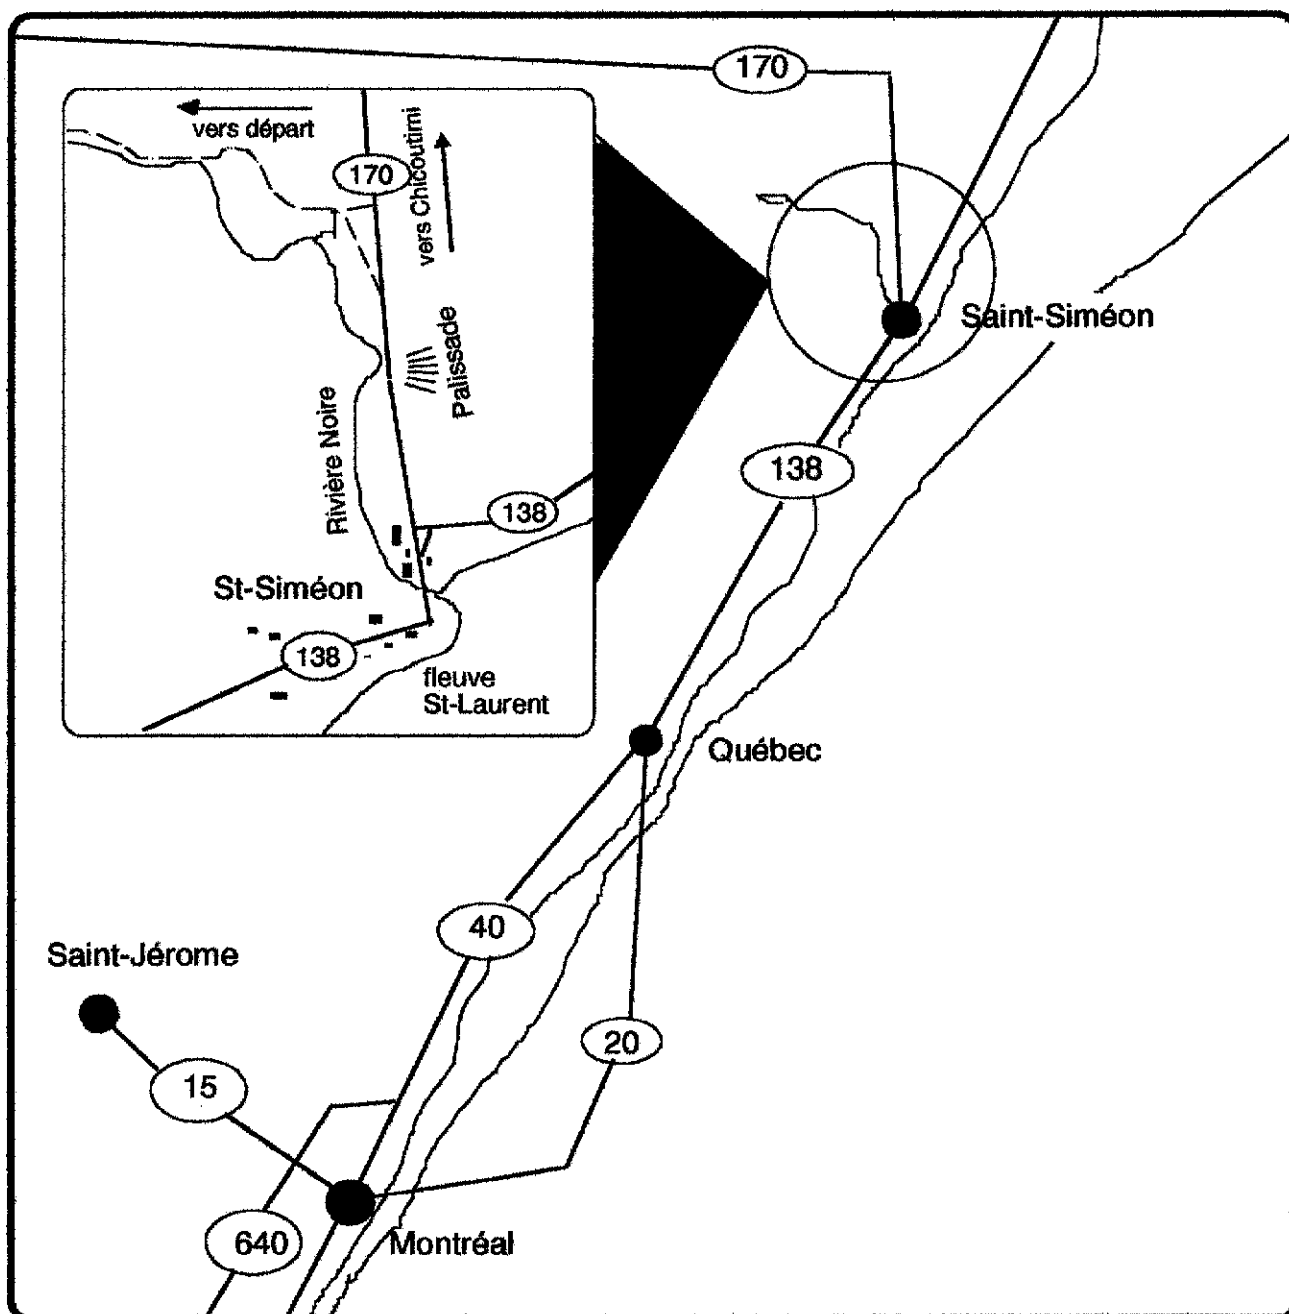 170
vers départ
170
vers Chicoutimi
Saint-Siméon
Palissade
Rivière Noire
138
138
St-Siméon
138
fleuve
St-Laurent
Québec
40
Saint-Jérome
20
15
640
Montréal